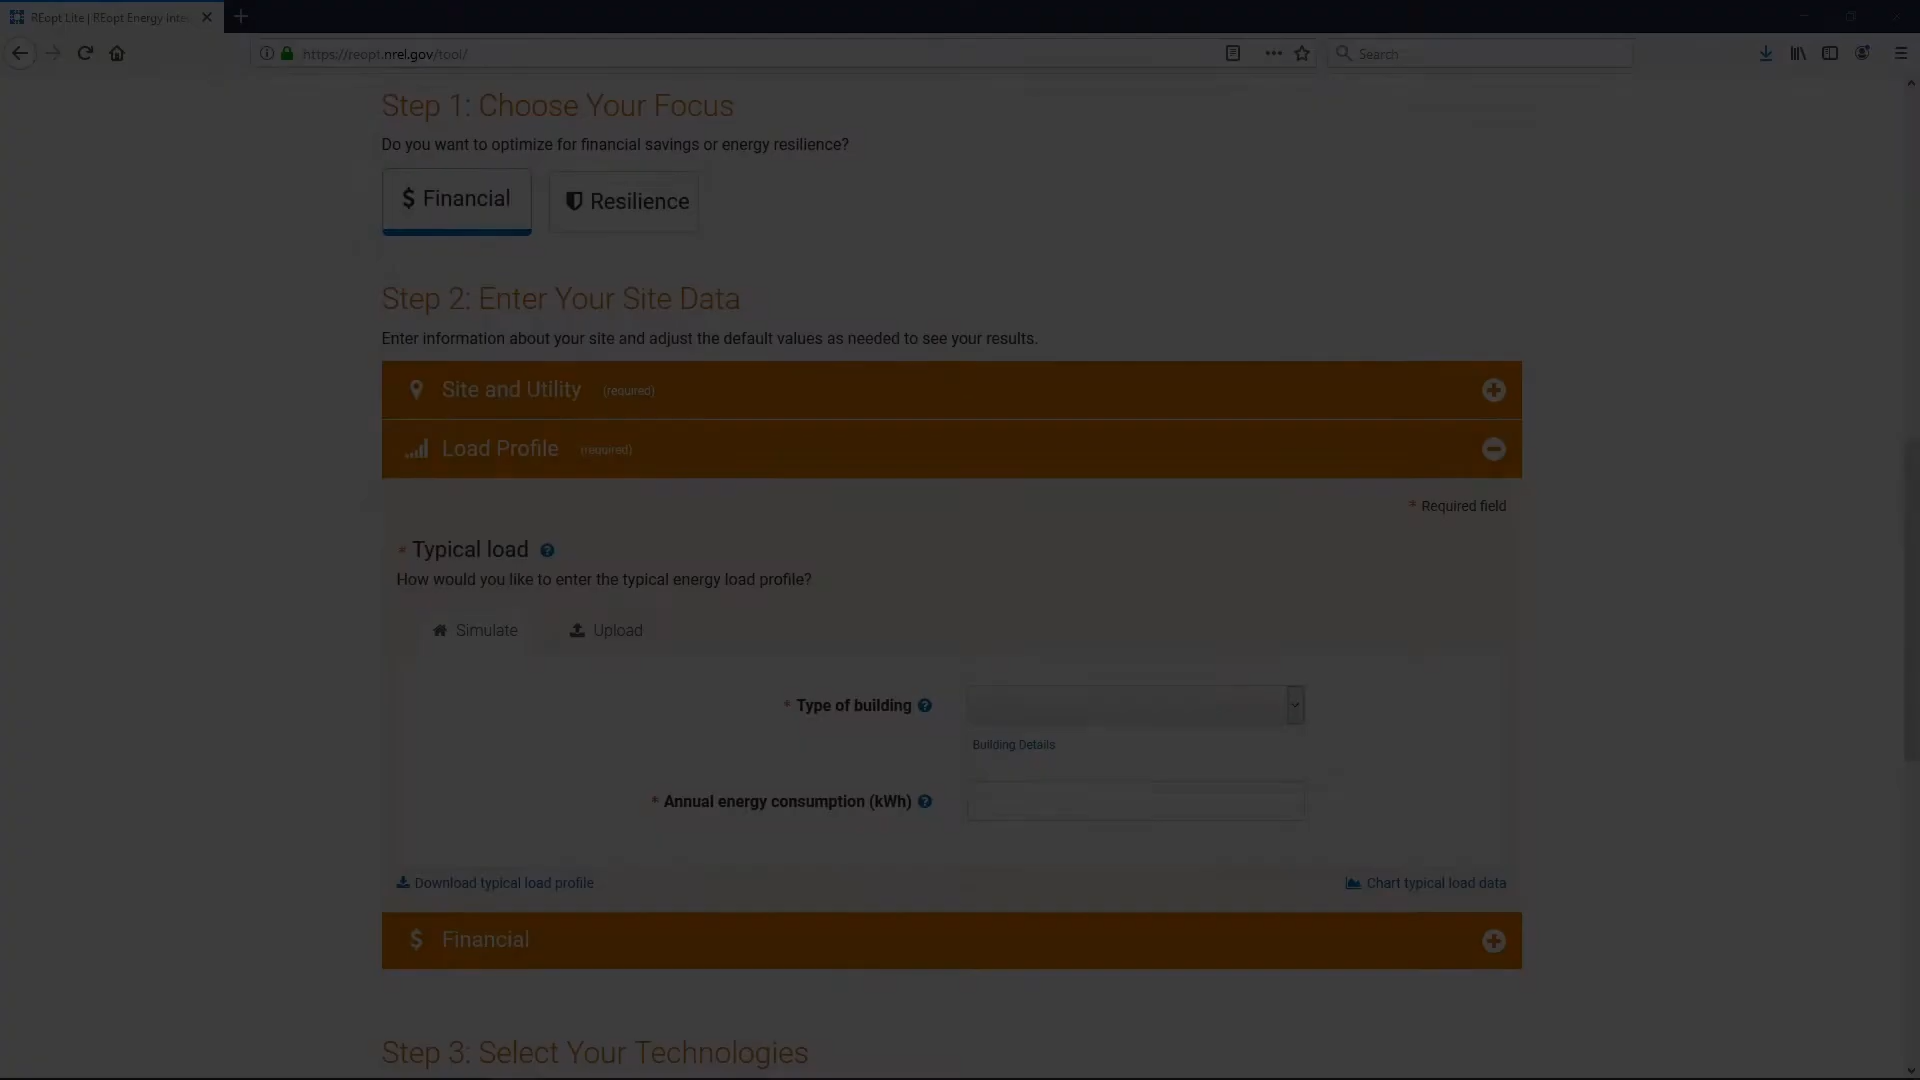 REopt Lite | REopt Energy Inte
https://reopt.nrel.gov/tool/
Search
Step 1: Choose Your Focus
Do you want to optimize for financial savings or energy resilience?
$ Financial
Resilience
Step 2: Enter Your Site Data
Enter information about your site and adjust the default values as needed to see your results.
Site and Utility (required)
Load Profile (required)
* Required field
* Typical load ?
How would you like to enter the typical energy load profile?
Simulate
Upload
* Type of building ?
Building Details
* Annual energy consumption (kWh) ?
Download typical load profile
Chart typical load data
$ Financial
Step 3: Select Your Technologies